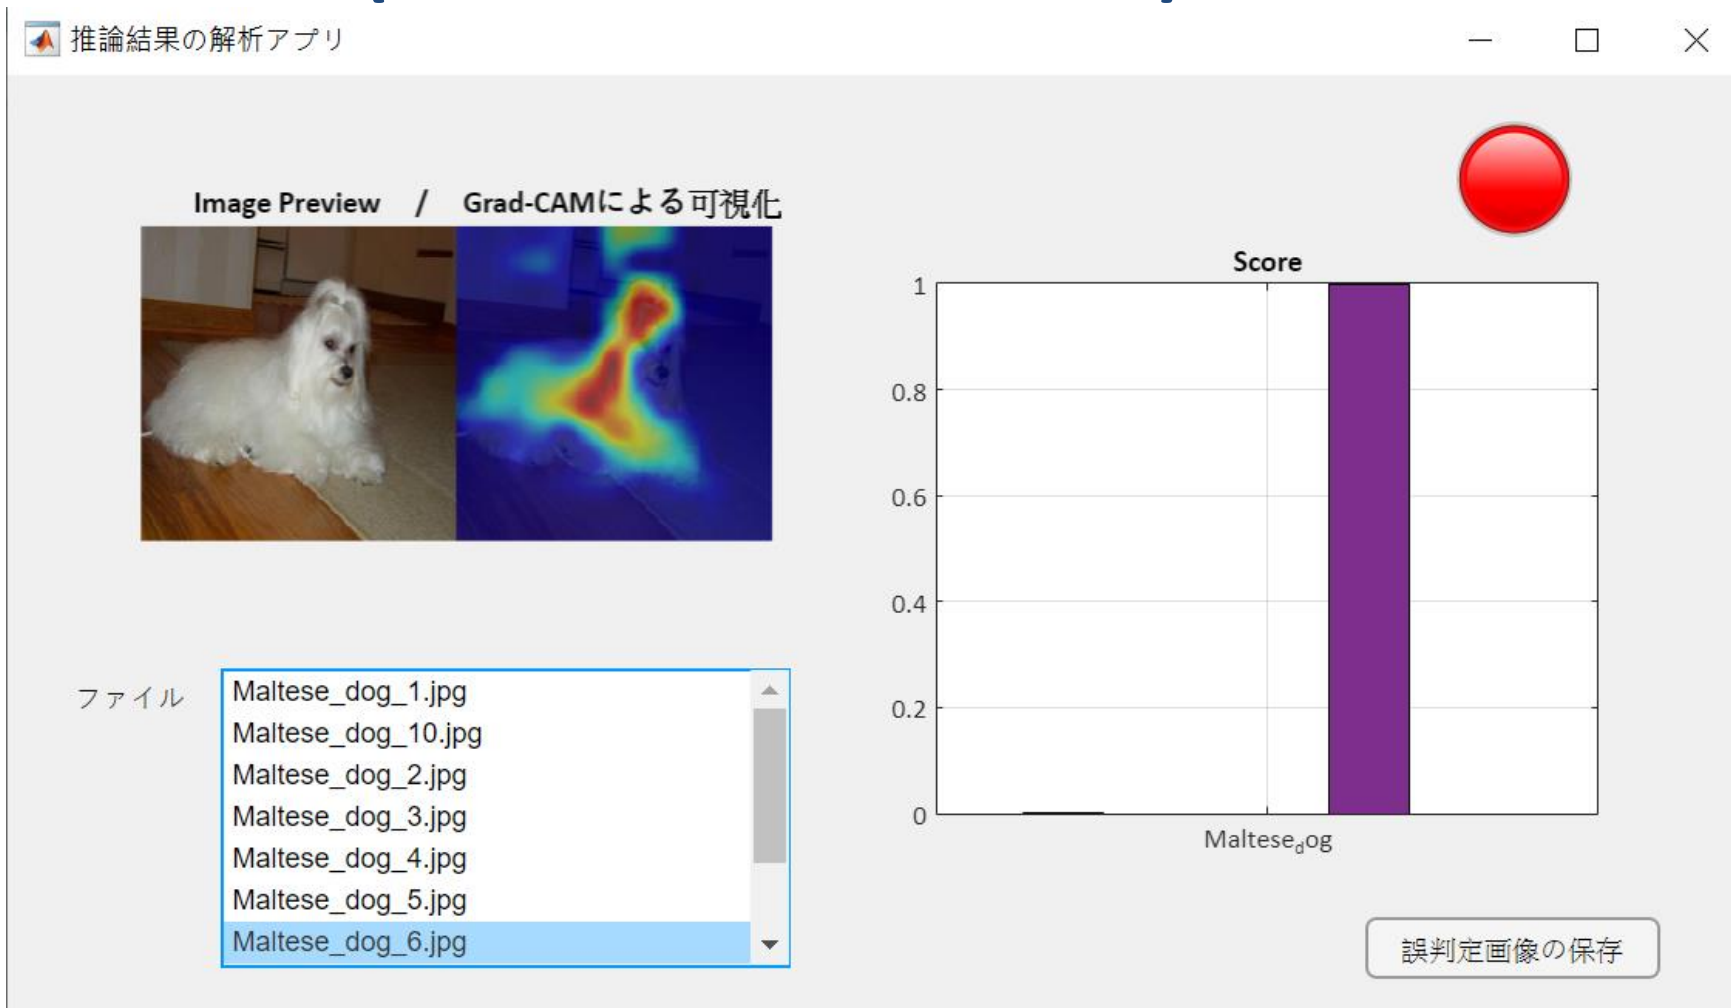 推論結果の解析アプリ
Image Preview / Grad-CAMによる可視化
Score
1
0.8
0.6
0.4
0.2
0
Maltese_dog
ファイル
Maltese_dog_1.jpg
Maltese_dog_10.jpg
Maltese_dog_2.jpg
Maltese_dog_3.jpg
Maltese_dog_4.jpg
Maltese_dog_5.jpg
Maltese_dog_6.jpg
誤判定画像の保存